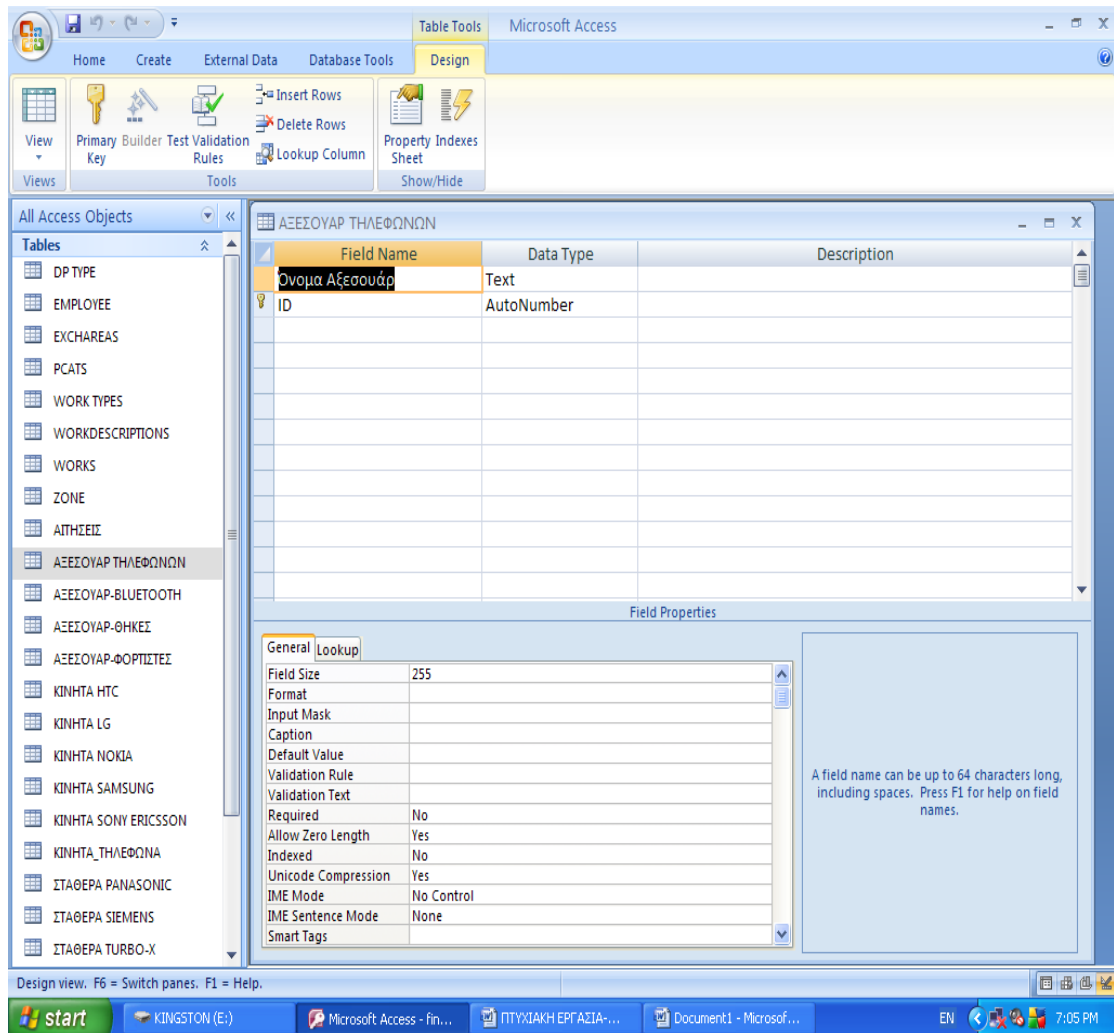 Table Tools Microsoft Access
Home Create External Data Database Tools Design
View
Primary Key
Builder
Test Validation Rules
Insert Rows
Delete Rows
Lookup Column
Property Sheet
Indexes
Views Tools Show/Hide
All Access Objects
Tables
DP TYPE
EMPLOYEE
EXCHAREAS
PCATS
WORK TYPES
WORKDESCRIPTIONS
WORKS
ZONE
ΑΙΤΗΣΕΙΣ
ΑΞΕΣΟΥΑΡ ΤΗΛΕΦΩΝΩΝ
ΑΞΕΣΟΥΑΡ-BLUETOOTH
ΑΞΕΣΟΥΑΡ-ΘΗΚΕΣ
ΑΞΕΣΟΥΑΡ-ΦΟΡΤΙΣΤΕΣ
ΚΙΝΗΤΑ HTC
ΚΙΝΗΤΑ LG
ΚΙΝΗΤΑ NOKIA
ΚΙΝΗΤΑ SAMSUNG
ΚΙΝΗΤΑ SONY ERICSSON
ΚΙΝΗΤΑ_ΤΗΛΕΦΩΝΑ
ΣΤΑΘΕΡΑ PANASONIC
ΣΤΑΘΕΡΑ SIEMENS
ΣΤΑΘΕΡΑ TURBO-X
ΑΞΕΣΟΥΑΡ ΤΗΛΕΦΩΝΩΝ
Field Name Data Type Description
Όνομα Αξεσουάρ Text
ID AutoNumber
Field Properties
General Lookup
Field Size 255
Format
Input Mask
Caption
Default Value
Validation Rule
Validation Text
Required No
Allow Zero Length Yes
Indexed No
Unicode Compression Yes
IME Mode No Control
IME Sentence Mode None
Smart Tags
A field name can be up to 64 characters long,
including spaces. Press F1 for help on field
names.
Design view. F6 = Switch panes. F1 = Help.
start KINGSTON (E:) Microsoft Access - fin... ΠΤΥΧΙΑΚΗ ΕΡΓΑΣΙΑ-... Document1 - Microsof... EN 7:05 PM